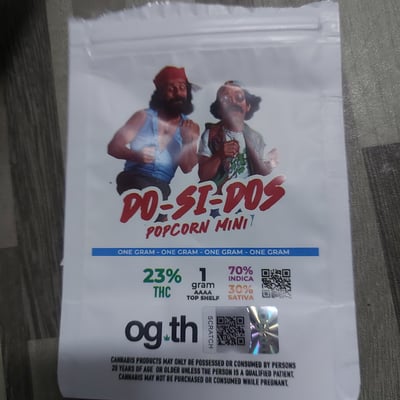 DO-SI-DOS
POPCORN MINI
ONE GRAM - ONE GRAM - ONE GRAM - ONE GRAM
23% THC
1 gram
AAAA
TOP SHELF
70% INDICA
30% SATIVA
og.th
SCRATCH
CANNABIS PRODUCTS MAY ONLY BE POSSESSED OR CONSUMED BY PERSONS
20 YEARS OF AGE OR OLDER UNLESS THE PERSON IS A QUALIFIED PATIENT.
CANNABIS MAY NOT BE PURCHASED OR CONSUMED WHILE PREGNANT.